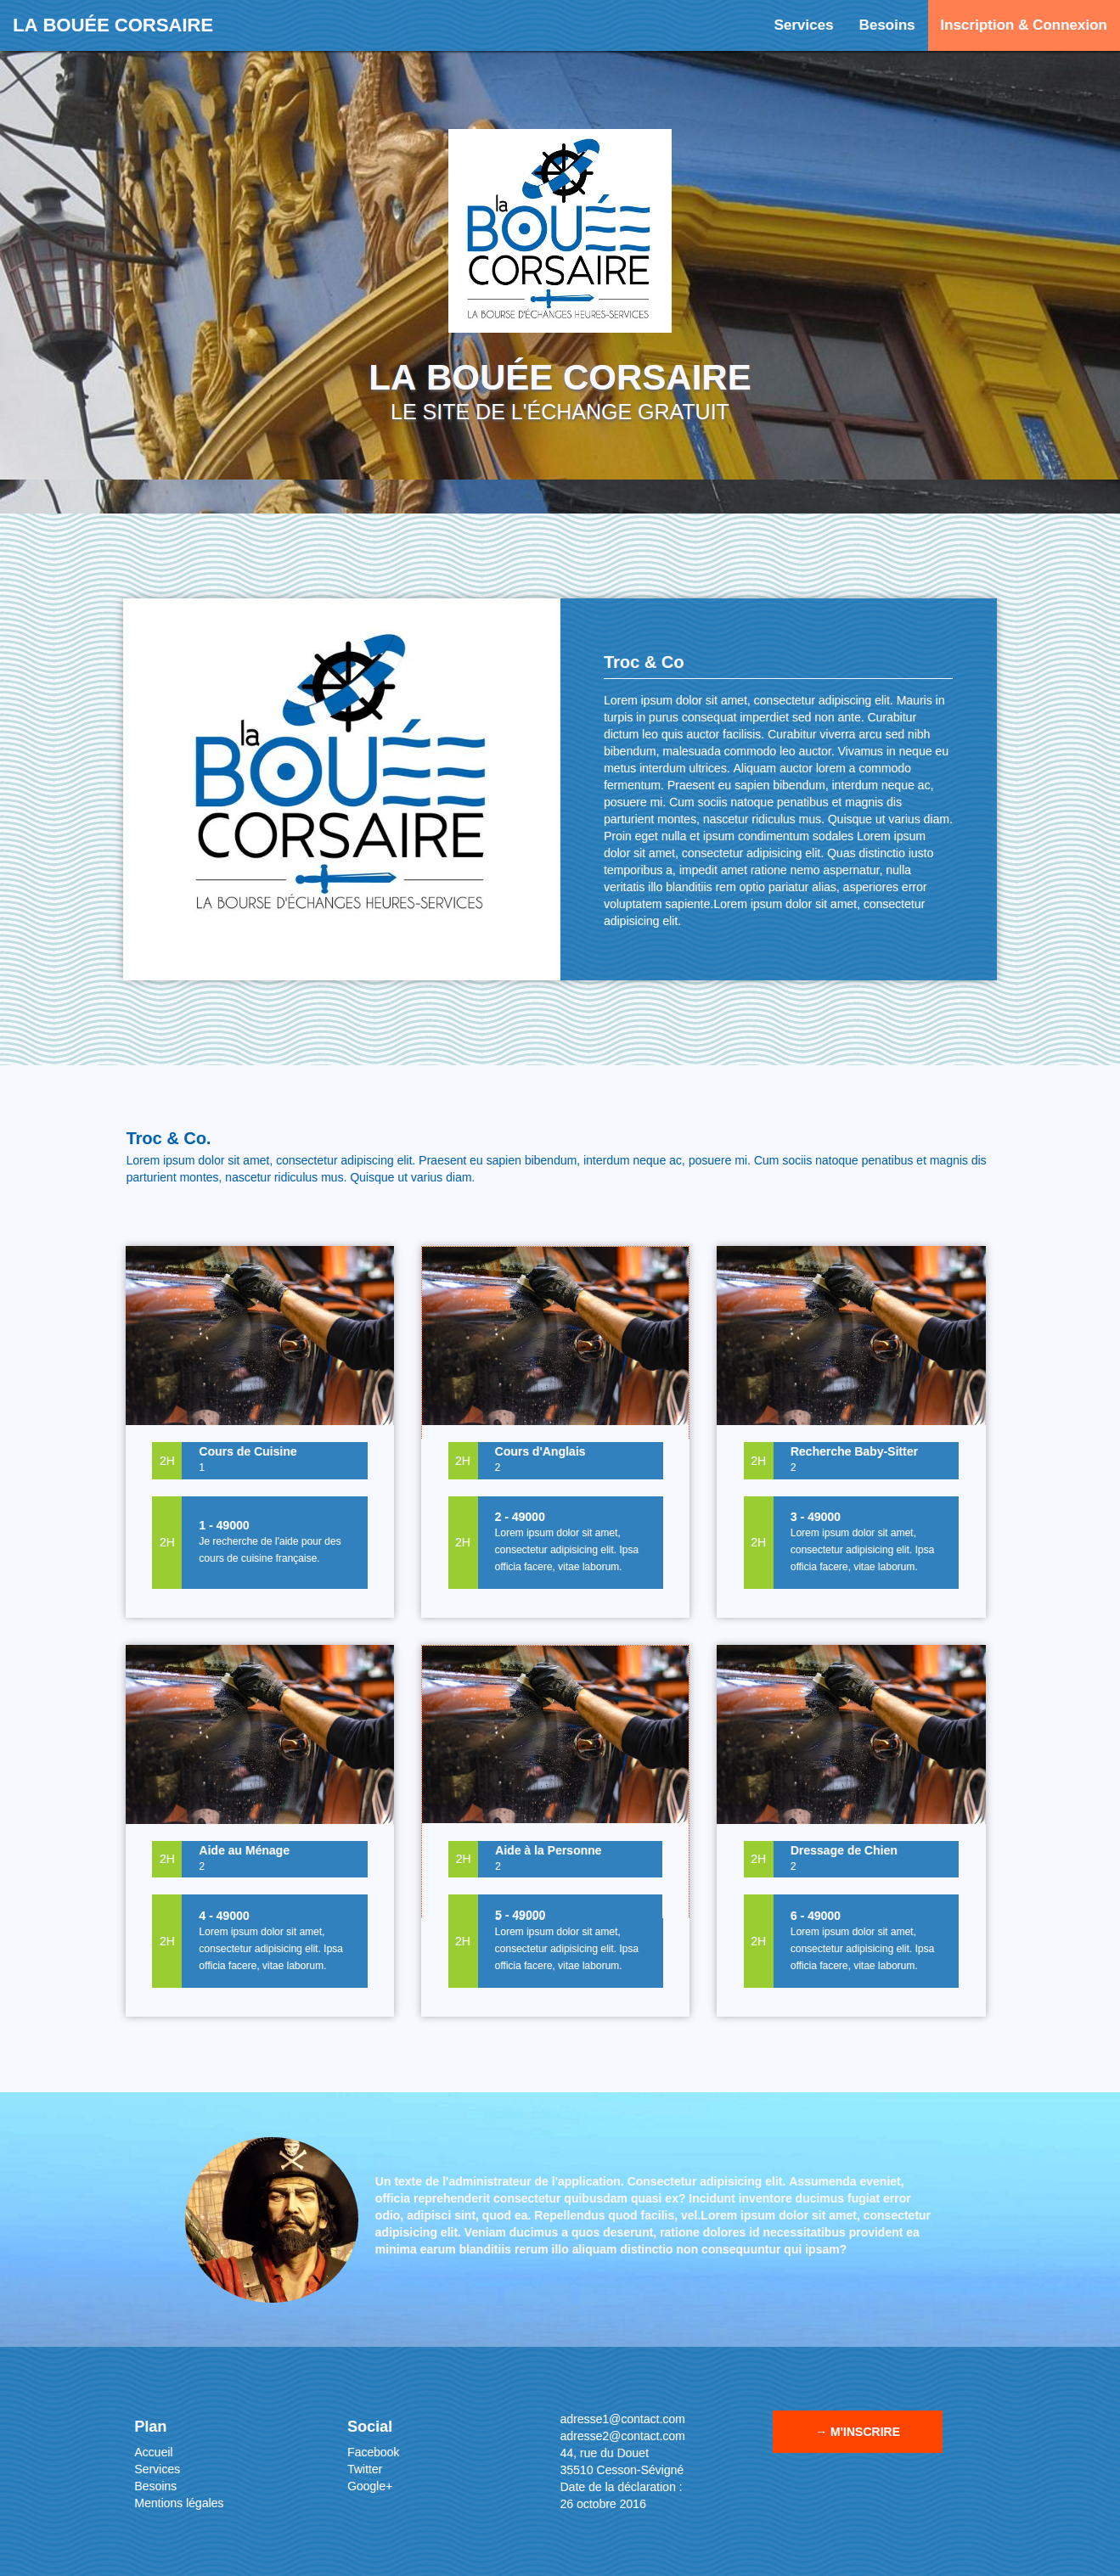 LA BOUÉE CORSAIRE
Services
Besoins
Inscription & Connexion
la
BOUÉE
CORSAIRE
LA BOURSE D'ÉCHANGES HEURES-SERVICES
LA BOUÉE CORSAIRE
LE SITE DE L'ÉCHANGE GRATUIT
la
BOUÉE
CORSAIRE
LA BOURSE D'ÉCHANGES HEURES-SERVICES
Troc & Co
Lorem ipsum dolor sit amet, consectetur adipiscing elit. Mauris in
turpis in purus consequat imperdiet sed non ante. Curabitur
dictum leo quis auctor facilisis. Curabitur viverra arcu sed nibh
bibendum, malesuada commodo leo auctor. Vivamus in neque eu
metus interdum ultrices. Aliquam auctor lorem a commodo
fermentum. Praesent eu sapien bibendum, interdum neque ac,
posuere mi. Cum sociis natoque penatibus et magnis dis
parturient montes, nascetur ridiculus mus. Quisque ut varius diam.
Proin eget nulla et ipsum condimentum sodales Lorem ipsum
dolor sit amet, consectetur adipisicing elit. Quas distinctio iusto
temporibus a, impedit amet ratione nemo aspernatur, nulla
veritatis illo blanditiis rem optio pariatur alias, asperiores error
voluptatem sapiente.Lorem ipsum dolor sit amet, consectetur
adipisicing elit.
Troc & Co.
Lorem ipsum dolor sit amet, consectetur adipiscing elit. Praesent eu sapien bibendum, interdum neque ac, posuere mi. Cum sociis natoque penatibus et magnis dis
parturient montes, nascetur ridiculus mus. Quisque ut varius diam.
2H
Cours de Cuisine
1
2H
1 - 49000
Je recherche de l'aide pour des
cours de cuisine française.
2H
Cours d'Anglais
2
2H
2 - 49000
Lorem ipsum dolor sit amet,
consectetur adipisicing elit. Ipsa
officia facere, vitae laborum.
2H
Recherche Baby-Sitter
2
2H
3 - 49000
Lorem ipsum dolor sit amet,
consectetur adipisicing elit. Ipsa
officia facere, vitae laborum.
2H
Aide au Ménage
2
2H
4 - 49000
Lorem ipsum dolor sit amet,
consectetur adipisicing elit. Ipsa
officia facere, vitae laborum.
2H
Aide à la Personne
2
2H
5 - 49000
Lorem ipsum dolor sit amet,
consectetur adipisicing elit. Ipsa
officia facere, vitae laborum.
2H
Dressage de Chien
2
2H
6 - 49000
Lorem ipsum dolor sit amet,
consectetur adipisicing elit. Ipsa
officia facere, vitae laborum.
Un texte de l'administrateur de l'application. Consectetur adipisicing elit. Assumenda eveniet,
officia reprehenderit consectetur quibusdam quasi ex? Incidunt inventore ducimus fugiat error
odio, adipisci sint, quod ea. Repellendus quod facilis, vel.Lorem ipsum dolor sit amet, consectetur
adipisicing elit. Veniam ducimus a quos deserunt, ratione dolores id necessitatibus provident ea
minima earum blanditiis rerum illo aliquam distinctio non consequuntur qui ipsam?
Plan
Accueil
Services
Besoins
Mentions légales
Social
Facebook
Twitter
Google+
adresse1@contact.com
adresse2@contact.com
44, rue du Douet
35510 Cesson-Sévigné
Date de la déclaration :
26 octobre 2016
→ M'INSCRIRE